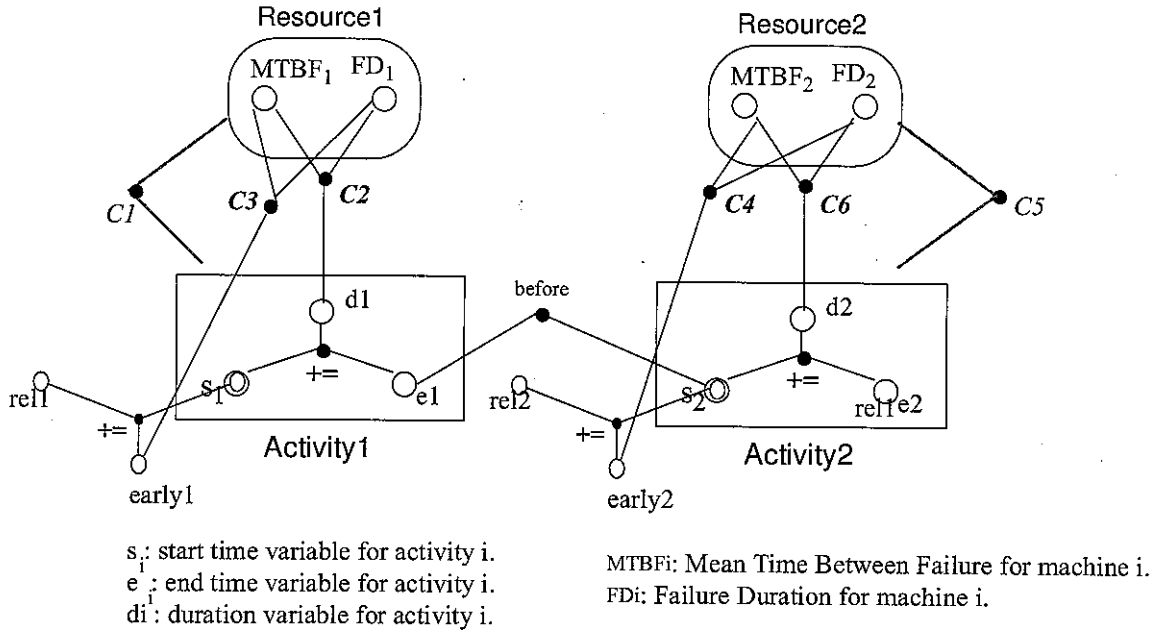 Resource1
Resource2
MTBF1
FD1
MTBF2
FD2
C1
C3
C2
C4
C6
C5
d1
before
d2
rel1
s1
+=
e1
rel2
s2
+=
rel1
e2
+=
Activity1
+=
Activity2
early1
early2
si: start time variable for activity i.
ei: end time variable for activity i.
di: duration variable for activity i.
MTBFi: Mean Time Between Failure for machine i.
FDi: Failure Duration for machine i.